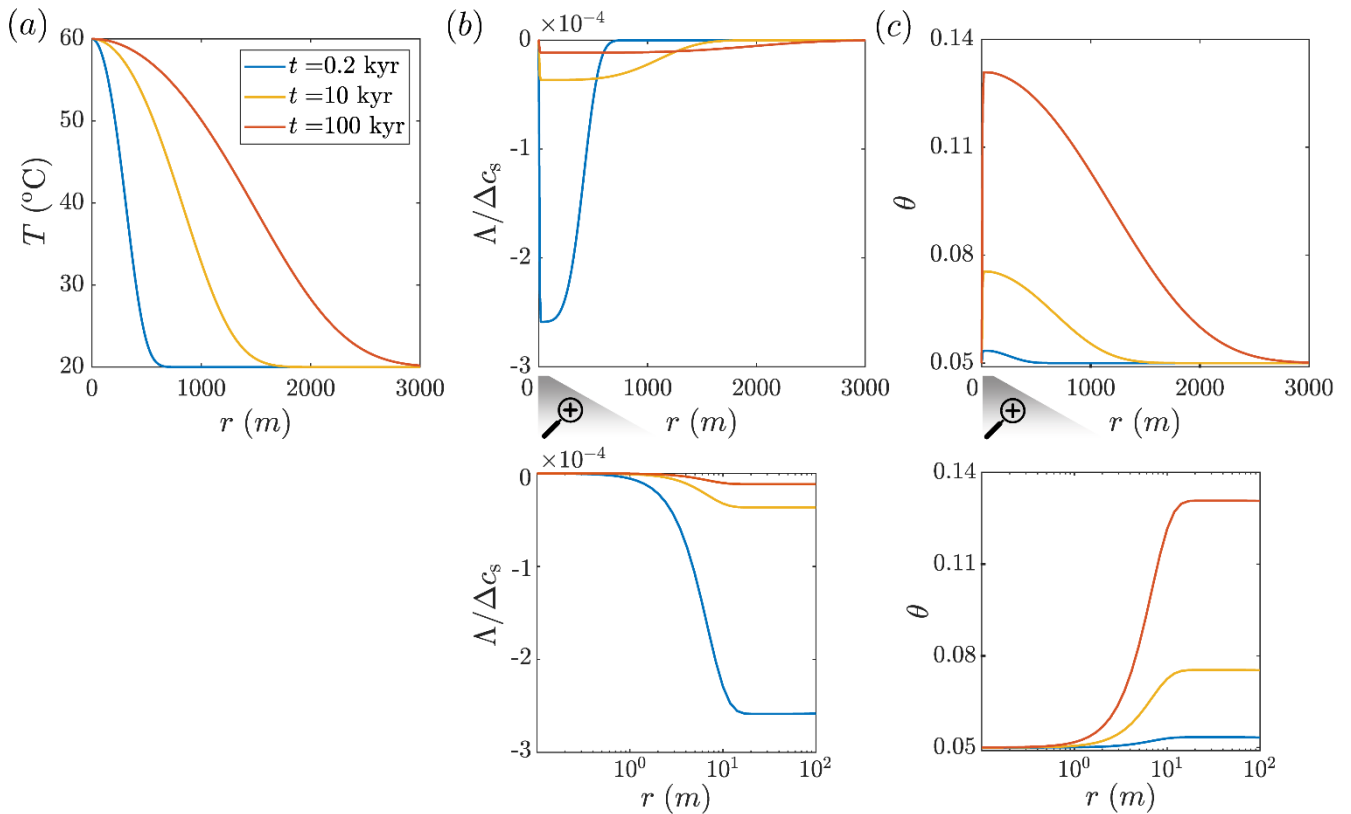 (a)
60
50
40
30
20
T (°C)
0 1000 2000 3000
r (m)
t =0.2 kyr
t =10 kyr
t =100 kyr
(b)
×10⁻⁴
0
-1
-2
-3
Λ/Δcₛ
0 1000 2000 3000
r (m)
(c)
0.14
0.11
0.08
0.05
θ
0 1000 2000 3000
r (m)
×10⁻⁴
0
-1
-2
-3
Λ/Δcₛ
10⁰ 10¹ 10²
r (m)
0.14
0.11
0.08
0.05
θ
10⁰ 10¹ 10²
r (m)